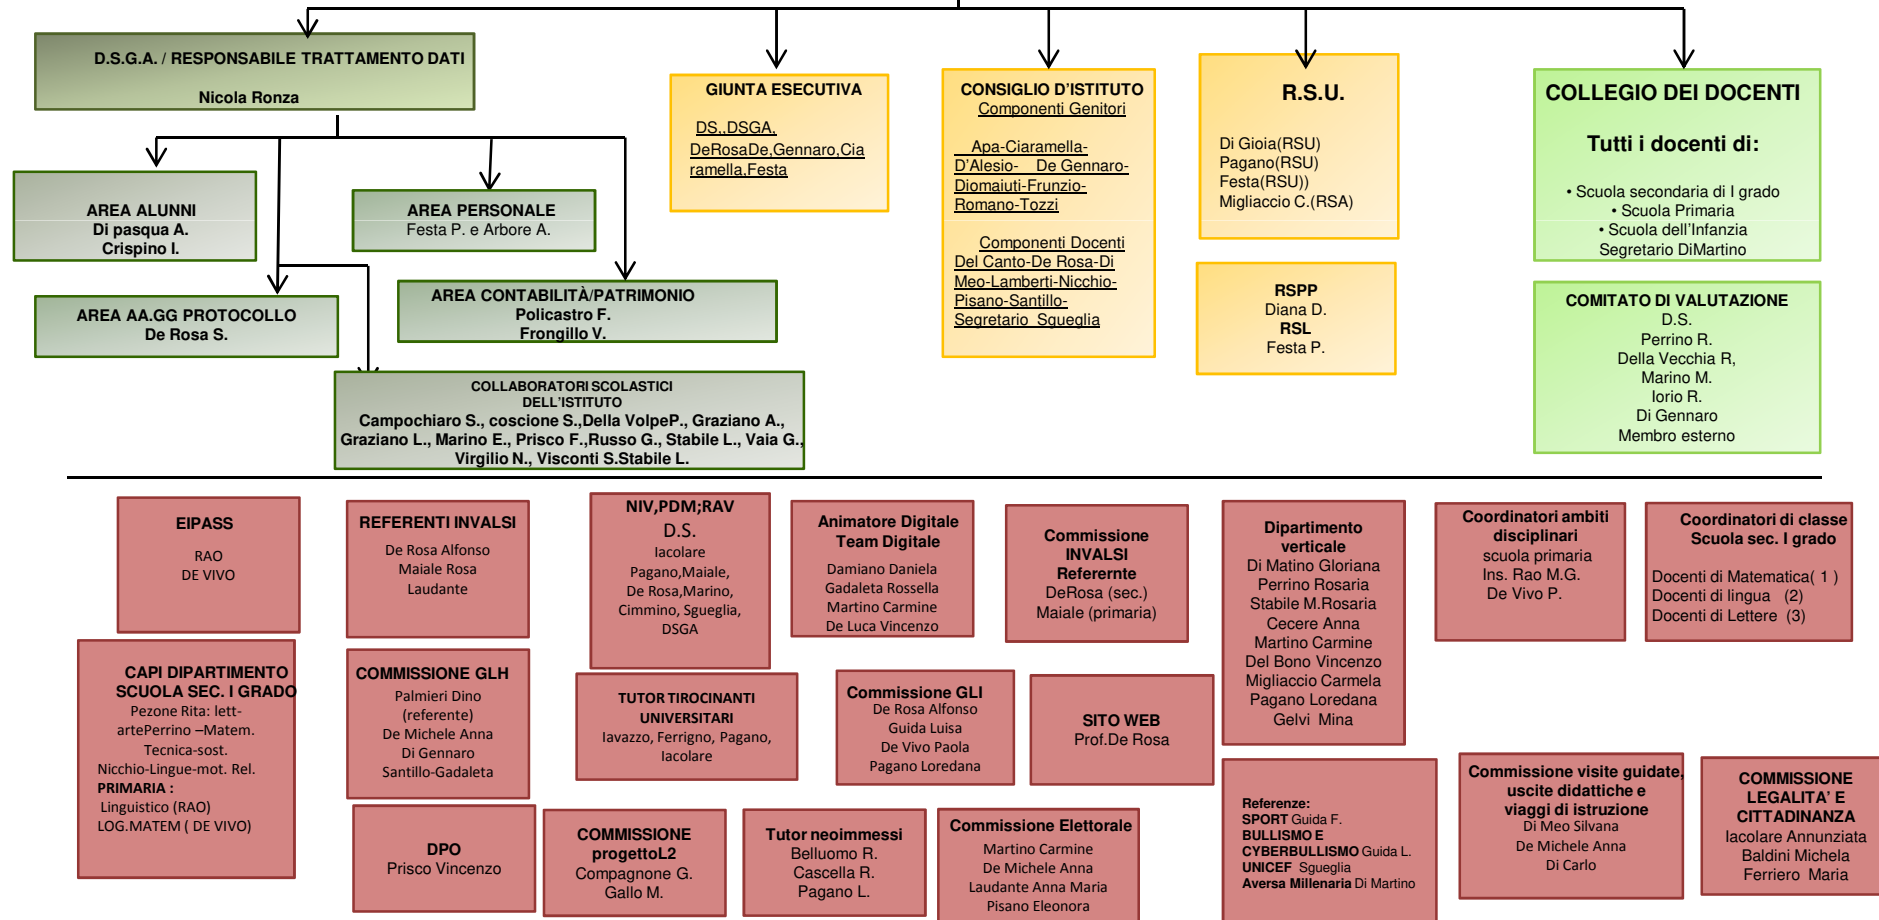 D.S.G.A. / RESPONSABILE TRATTAMENTO DATI
Nicola Ronza
GIUNTA ESECUTIVA
DS,,DSGA,
DeRosaDe,Gennaro,Cia
ramella,Festa
CONSIGLIO D'ISTITUTO
Componenti Genitori
Apa-Ciaramella-
D'Alesio- De Gennaro-
Diomaiuti-Frunzio-
Romano-Tozzi
Componenti Docenti
Del Canto-De Rosa-Di
Meo-Lamberti-Nicchio-
Pisano-Santillo-
Segretario Sgueglia
R.S.U.
Di Gioia(RSU)
Pagano(RSU)
Festa(RSU))
Migliaccio C.(RSA)
COLLEGIO DEI DOCENTI
Tutti i docenti di:
• Scuola secondaria di I grado
• Scuola Primaria
• Scuola dell'Infanzia
Segretario DiMartino
AREA ALUNNI
Di pasqua A.
Crispino I.
AREA PERSONALE
Festa P. e Arbore A.
AREA AA.GG PROTOCOLLO
De Rosa S.
AREA CONTABILITÀ/PATRIMONIO
Policastro F.
Frongillo V.
RSPP
Diana D.
RSL
Festa P.
COMITATO DI VALUTAZIONE
D.S.
Perrino R.
Della Vecchia R,
Marino M.
Iorio R.
Di Gennaro
Membro esterno
COLLABORATORI SCOLASTICI
DELL'ISTITUTO
Campochiaro S., coscione S.,Della VolpeP., Graziano A.,
Graziano L., Marino E., Prisco F.,Russo G., Stabile L., Vaia G.,
Virgilio N., Visconti S.Stabile L.
EIPASS
RAO
DE VIVO
REFERENTI INVALSI
De Rosa Alfonso
Maiale Rosa
Laudante
NIV,PDM;RAV
D.S.
Iacolare
Pagano,Maiale,
De Rosa,Marino,
Cimmino, Sgueglia,
DSGA
Animatore Digitale
Team Digitale
Damiano Daniela
Gadaleta Rossella
Martino Carmine
De Luca Vincenzo
Commissione
INVALSI
Referernte
DeRosa (sec.)
Maiale (primaria)
Dipartimento
verticale
Di Matino Gloriana
Perrino Rosaria
Stabile M.Rosaria
Cecere Anna
Martino Carmine
Del Bono Vincenzo
Migliaccio Carmela
Pagano Loredana
Gelvi Mina
Coordinatori ambiti
disciplinari
scuola primaria
Ins. Rao M.G.
De Vivo P.
Coordinatori di classe
Scuola sec. I grado
Docenti di Matematica( 1 )
Docenti di lingua (2)
Docenti di Lettere (3)
CAPI DIPARTIMENTO
SCUOLA SEC. I GRADO
Pezone Rita: lett-
artePerrino –Matem.
Tecnica-sost.
Nicchio-Lingue-mot. Rel.
PRIMARIA :
Linguistico (RAO)
LOG.MATEM ( DE VIVO)
COMMISSIONE GLH
Palmieri Dino
(referente)
De Michele Anna
Di Gennaro
Santillo-Gadaleta
TUTOR TIROCINANTI
UNIVERSITARI
Iavazzo, Ferrigno, Pagano,
Iacolare
Commissione GLI
De Rosa Alfonso
Guida Luisa
De Vivo Paola
Pagano Loredana
SITO WEB
Prof.De Rosa
DPO
Prisco Vincenzo
COMMISSIONE
progettoL2
Compagnone G.
Gallo M.
Tutor neoimmessi
Belluomo R.
Cascella R.
Pagano L.
Commissione Elettorale
Martino Carmine
De Michele Anna
Laudante Anna Maria
Pisano Eleonora
Referenze:
SPORT Guida F.
BULLISMO E
CYBERBULLISMO Guida L.
UNICEF Sgueglia
Aversa Millenaria Di Martino
Commissione visite guidate,
uscite didattiche e
viaggi di istruzione
Di Meo Silvana
De Michele Anna
Di Carlo
COMMISSIONE
LEGALITA' E
CITTADINANZA
Iacolare Annunziata
Baldini Michela
Ferriero Maria